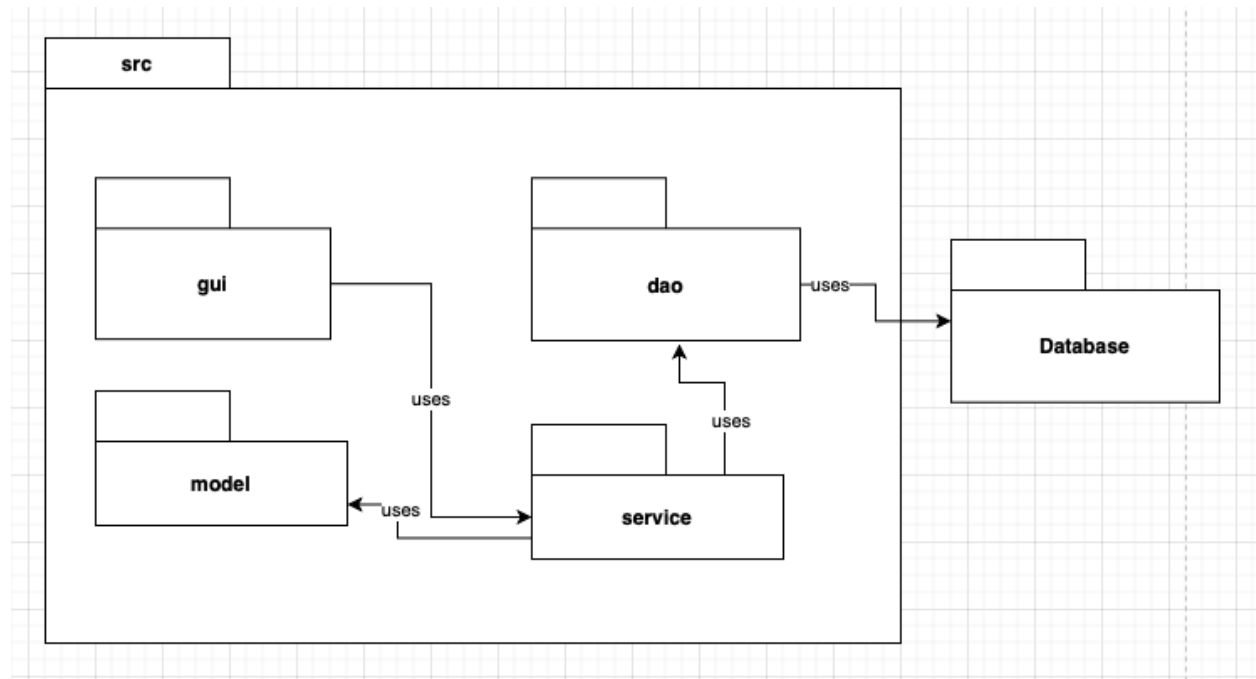 src
gui
dao
uses
Database
uses
uses
model
uses
service